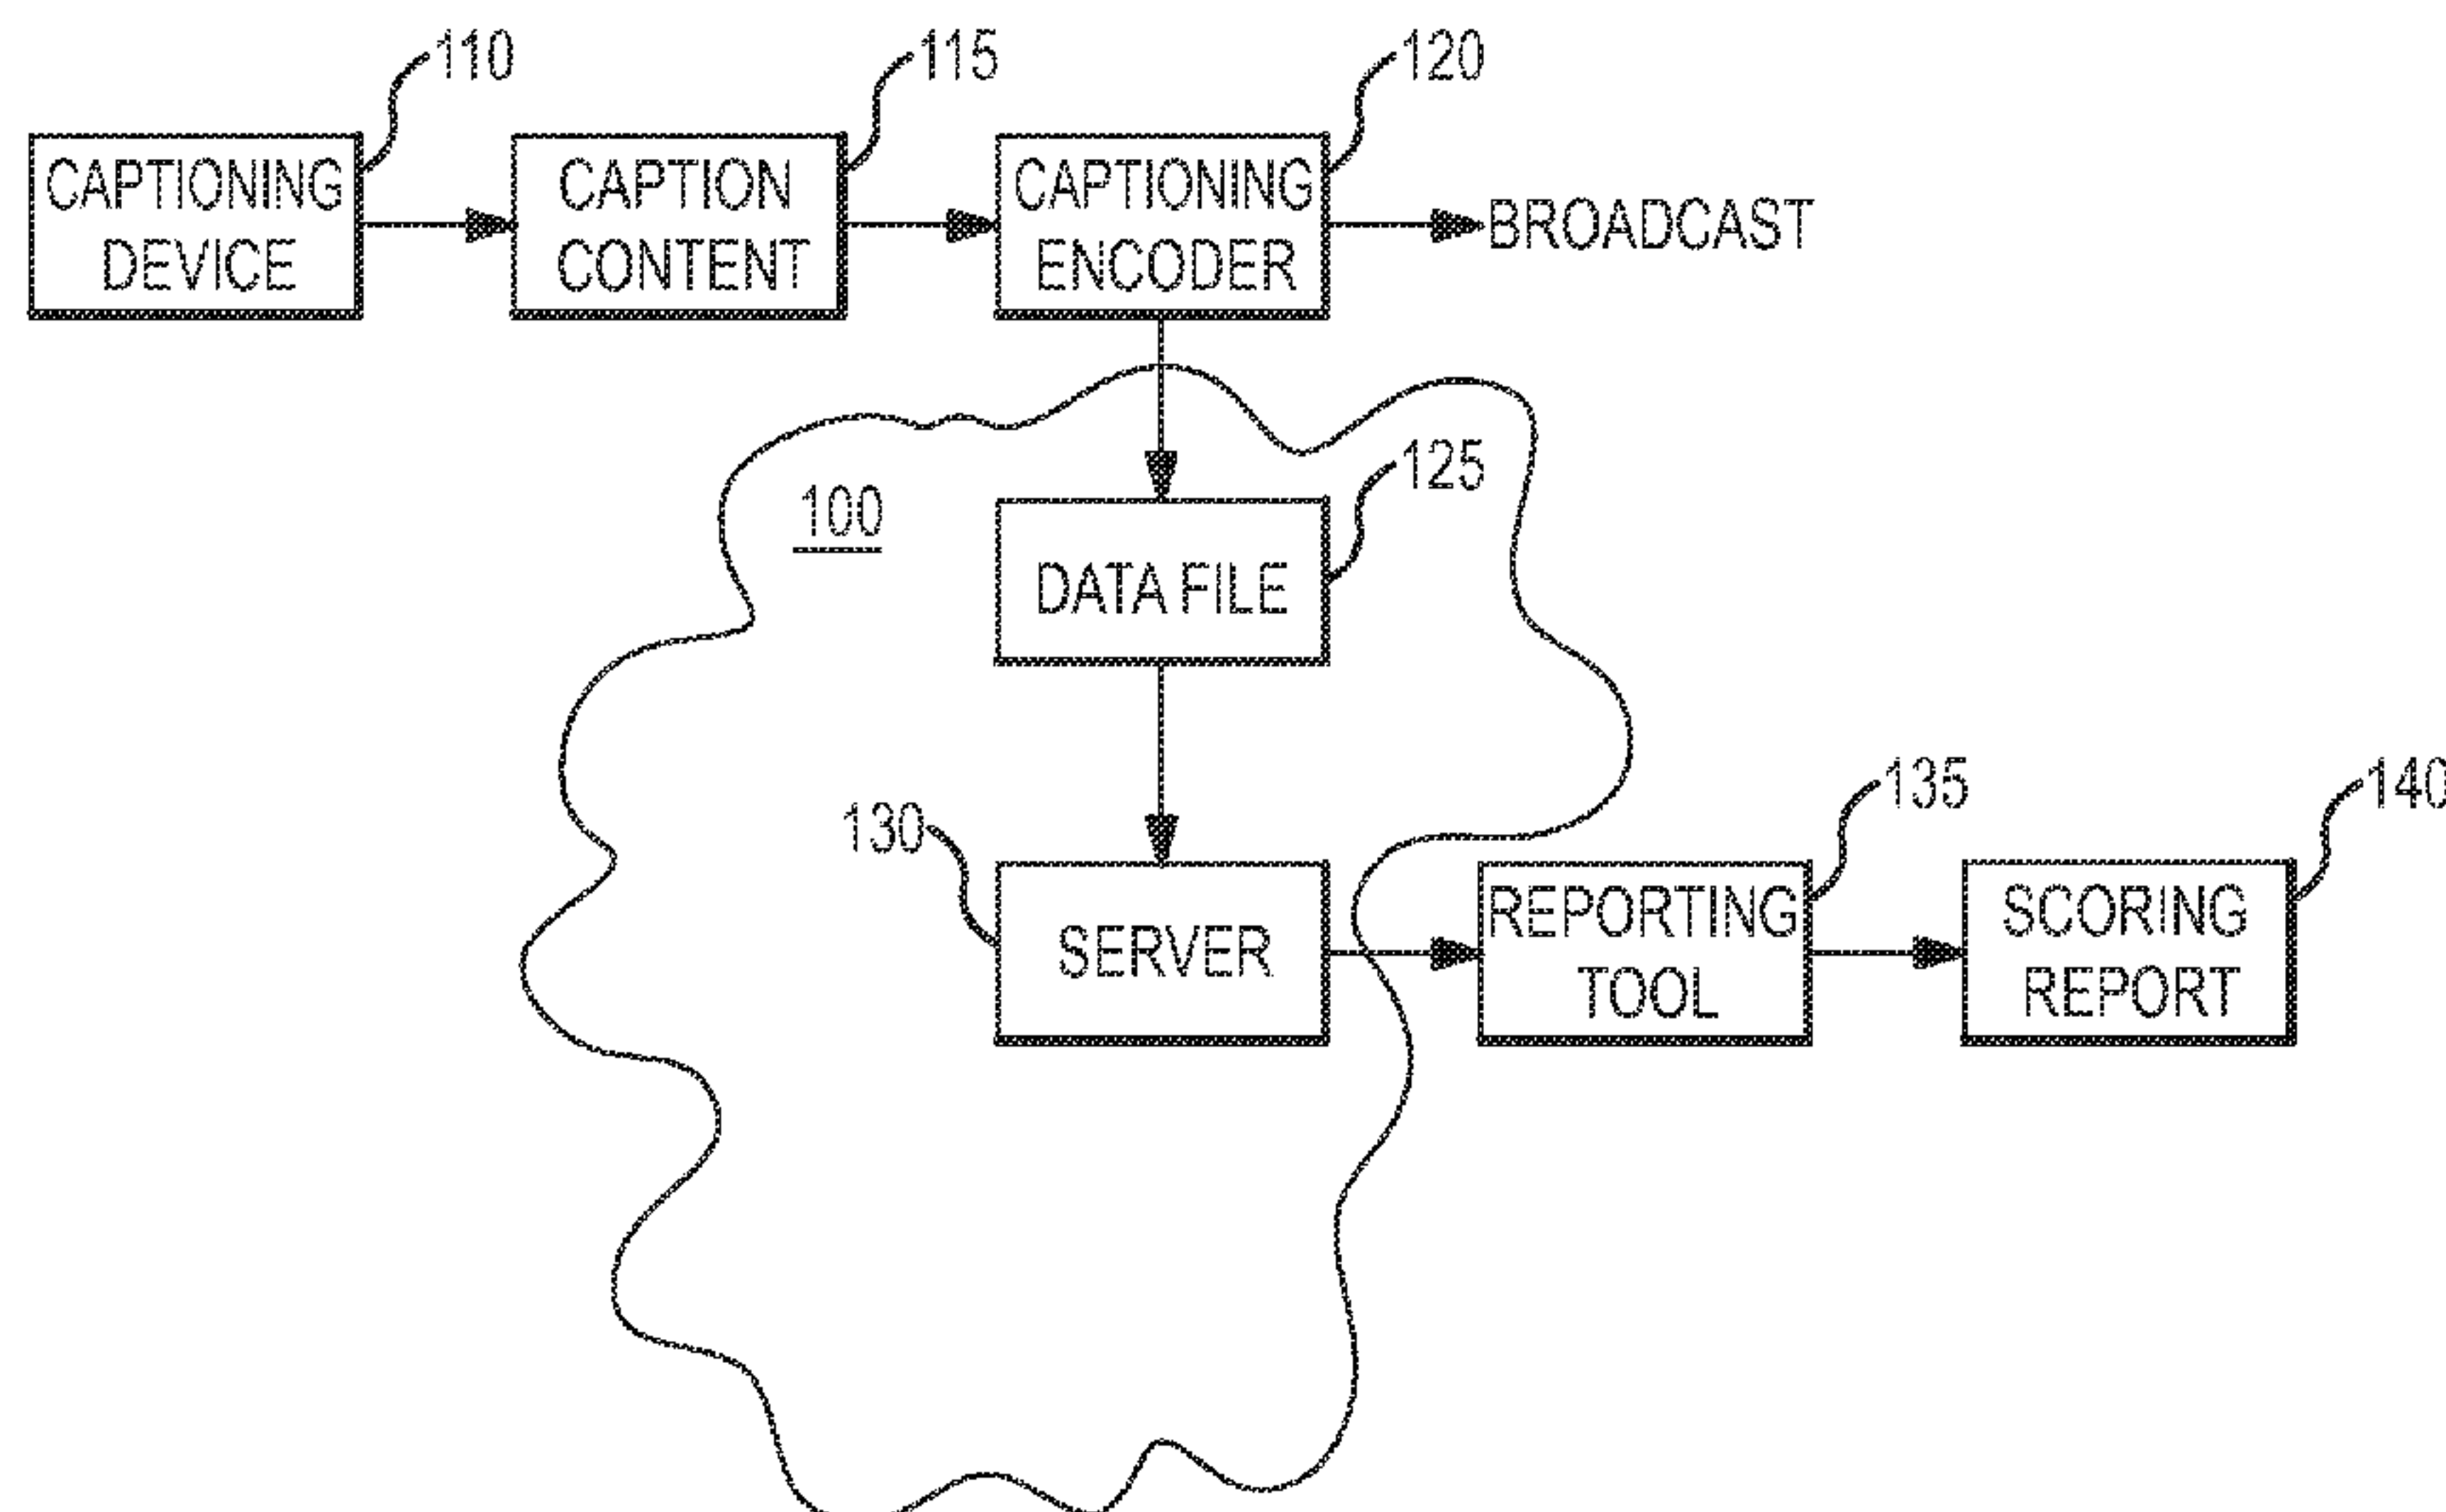 110
115
120
CAPTIONING
DEVICE
CAPTION
CONTENT
CAPTIONING
ENCODER
BROADCAST
100
125
DATA FILE
130
135
140
SERVER
REPORTING
TOOL
SCORING
REPORT